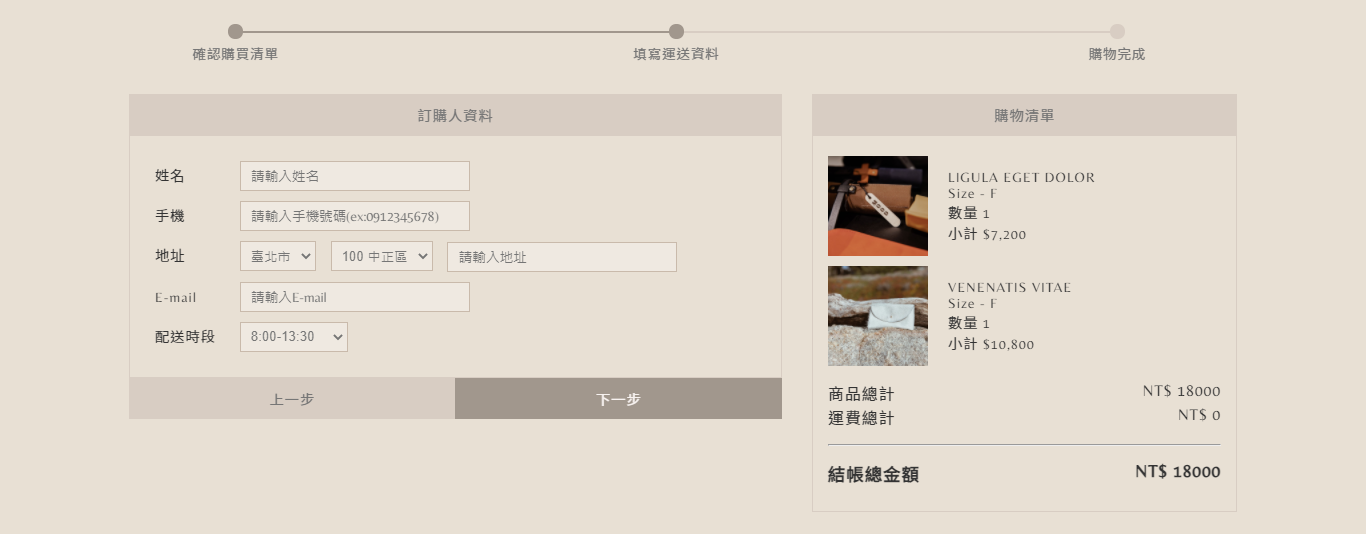 確認購買清單
填寫運送資料
購物完成
訂購人資料
姓名
請輸入姓名
手機
請輸入手機號碼(ex:0912345678)
地址
臺北市
100 中正區
請輸入地址
E-mail
請輸入E-mail
配送時段
8:00-13:30
上一步
下一步
購物清單
LIGULA EGET DOLOR
Size - F
數量 1
小計 $7,200
VENENATIS VITAE
Size - F
數量 1
小計 $10,800
商品總計 NT$ 18000
運費總計 NT$ 0
結帳總金額 NT$ 18000